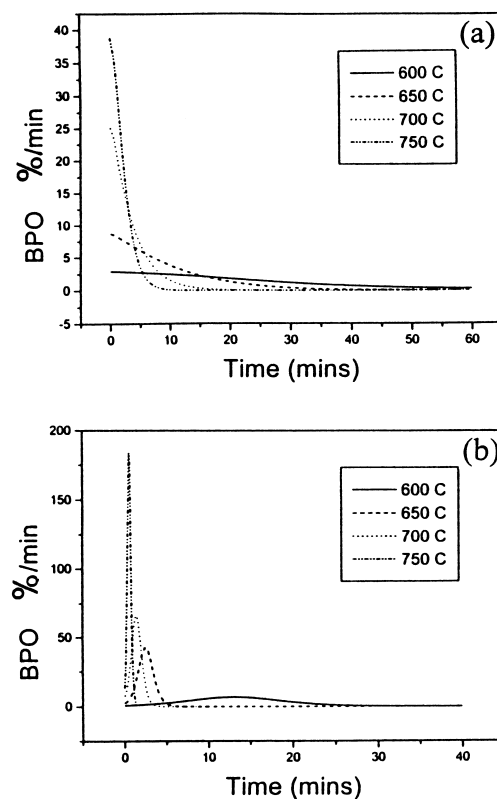 (a)
40
35
30
25
20
15
10
5
0
-5
BPO %/min
600 C
650 C
700 C
750 C
0 10 20 30 40 50 60
Time (mins)
(b)
200
150
100
50
0
BPO %/min
600 C
650 C
700 C
750 C
0 10 20 30 40
Time (mins)